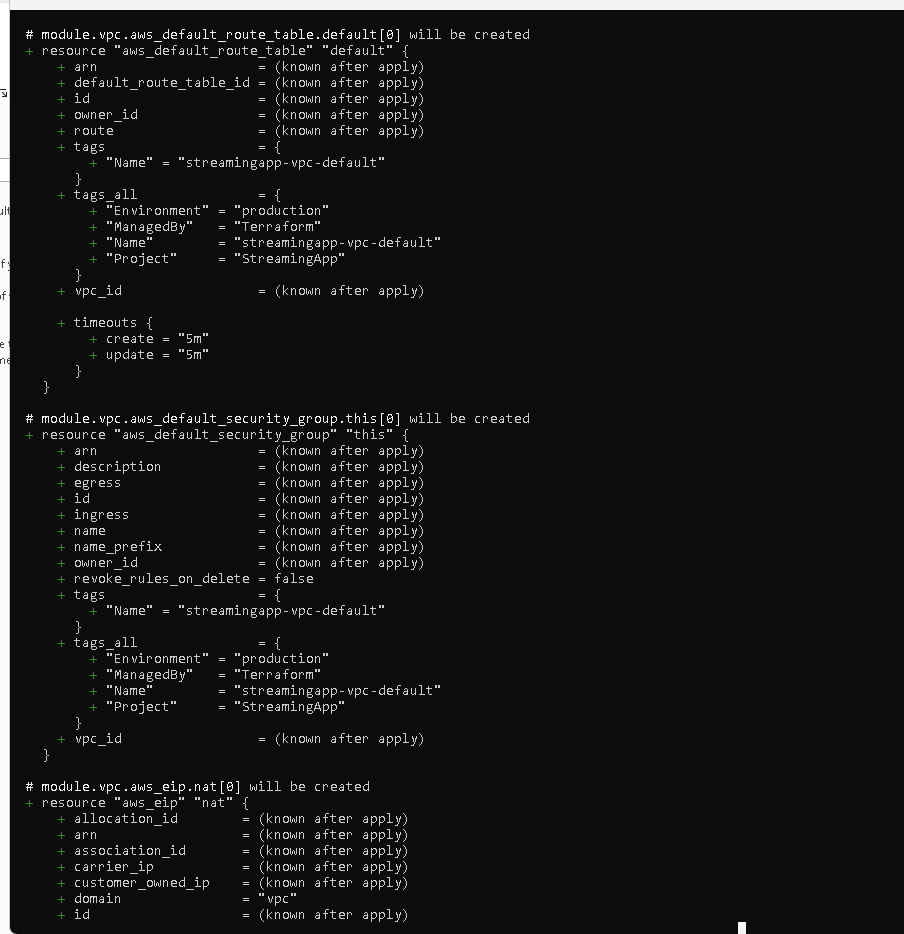 # module.vpc.aws_default_route_table.default[0] will be created
+ resource "aws_default_route_table" "default" {
+ arn = (known after apply)
+ default_route_table_id = (known after apply)
+ id = (known after apply)
+ owner_id = (known after apply)
+ route = (known after apply)
+ tags = {
+ "Name" = "streamingapp-vpc-default"
}
+ tags_all = {
+ "Environment" = "production"
+ "ManagedBy" = "Terraform"
+ "Name" = "streamingapp-vpc-default"
+ "Project" = "StreamingApp"
}
+ vpc_id = (known after apply)
+ timeouts {
+ create = "5m"
+ update = "5m"
}
}
# module.vpc.aws_default_security_group.this[0] will be created
+ resource "aws_default_security_group" "this" {
+ arn = (known after apply)
+ description = (known after apply)
+ egress = (known after apply)
+ id = (known after apply)
+ ingress = (known after apply)
+ name = (known after apply)
+ name_prefix = (known after apply)
+ owner_id = (known after apply)
+ revoke_rules_on_delete = false
+ tags = {
+ "Name" = "streamingapp-vpc-default"
}
+ tags_all = {
+ "Environment" = "production"
+ "ManagedBy" = "Terraform"
+ "Name" = "streamingapp-vpc-default"
+ "Project" = "StreamingApp"
}
+ vpc_id = (known after apply)
}
# module.vpc.aws_eip.nat[0] will be created
+ resource "aws_eip" "nat" {
+ allocation_id = (known after apply)
+ arn = (known after apply)
+ association_id = (known after apply)
+ carrier_ip = (known after apply)
+ customer_owned_ip = (known after apply)
+ domain = "vpc"
+ id = (known after apply)